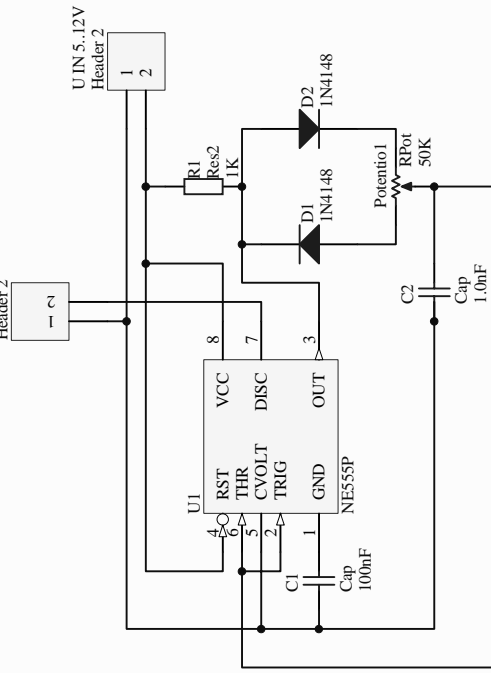 U IN 5..12V
Header 2
1
2
Header 2
1
2
R1
Res2
1K
D2
1N4148
D1
1N4148
Potentio1
RPot
50K
C2
Cap
1.0nF
8
7
3
VCC
DISC
OUT
U1
RST
THR
CVOLT
TRIG
GND
NE555P
4
6
5
2
1
C1
Cap
100nF